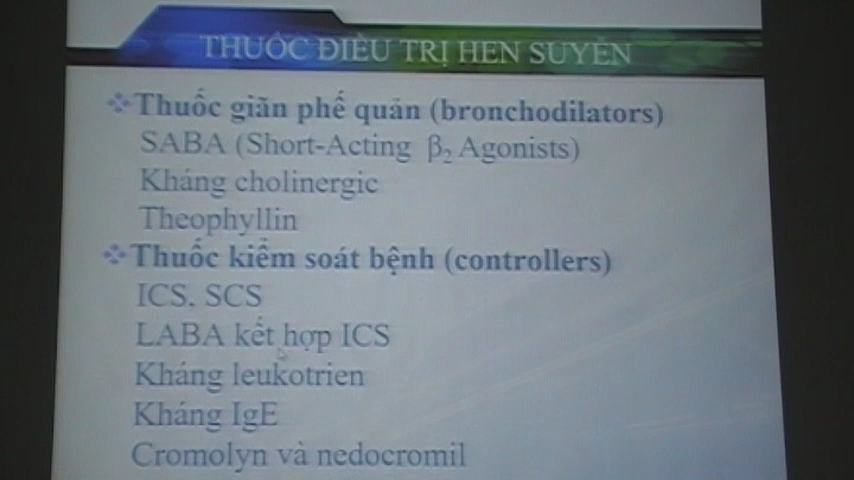 THUỐC ĐIỀU TRỊ HEN SUYỄN
Thuốc giãn phế quản (bronchodilators)
SABA (Short-Acting β₂ Agonists)
Kháng cholinergic
Theophyllin
Thuốc kiểm soát bệnh (controllers)
ICS, SCS
LABA kết hợp ICS
Kháng leukotrien
Kháng IgE
Cromolyn và nedocromil